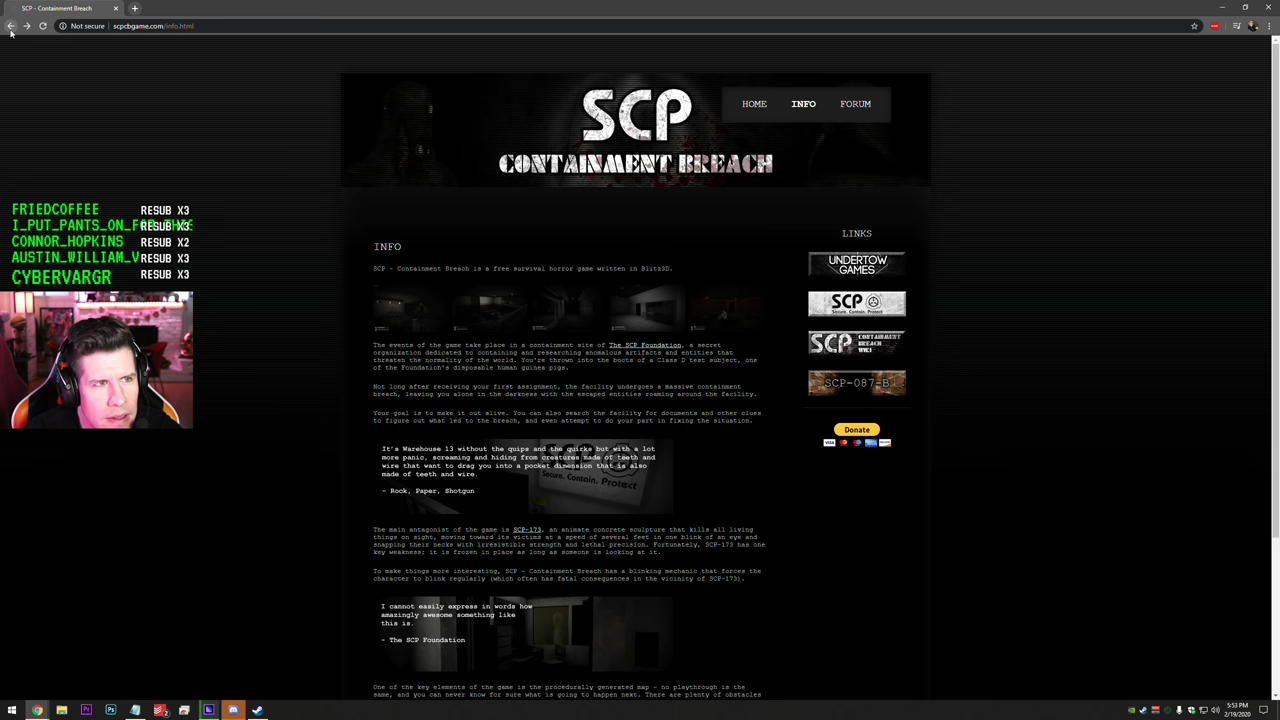 SCP - Containment Breach
Not secure
scpcbgame.com/info.html
SCP
CONTAINMENT BREACH
HOME
INFO
FORUM
FRIEDCOFFEE RESUB X3
I_PUT_PANTS_ON_FOR_THIS RESUB X3
CONNOR_HOPKINS RESUB X2
AUSTIN_WILLIAM_V RESUB X3
CYBERVARGR RESUB X3
INFO
SCP - Containment Breach is a free survival horror game written in Blitz3D.
The events of the game take place in a containment site of The SCP Foundation, a secret
organization dedicated to containing and researching anomalous artifacts and entities that
threaten the normality of the world. You're thrown into the boots of a Class D test subject, one
of the Foundation's disposable human guinea pigs.
Not long after receiving your first assignment, the facility undergoes a massive containment
breach, leaving you alone in the darkness with the escaped entities roaming around the facility.
Your goal is to make it out alive. You can also search the facility for documents and other clues
to figure out what led to the breach, and even attempt to do your part in fixing the situation.
It's Warehouse 13 without the quips and the quirks but with a lot
more panic, screaming and hiding from creatures made of teeth and
wire that want to drag you into a pocket dimension that is also
made of teeth and wire.
- Rock, Paper, Shotgun
Secure. Contain. Protect
The main antagonist of the game is SCP-173, an animate concrete sculpture that kills all living
things on sight, moving toward its victims at a speed of several feet in one blink of an eye and
snapping their necks with irresistible strength and lethal precision. Fortunately, SCP-173 has one
key weakness: it is frozen in place as long as someone is looking at it.
To make things more interesting, SCP - Containment Breach has a blinking mechanic that forces the
character to blink regularly (which often has fatal consequences in the vicinity of SCP-173).
I cannot easily express in words how
amazingly awesome something like
this is.
- The SCP Foundation
One of the key elements of the game is the procedurally generated map - no playthrough is the
same, and you can never know for sure what is going to happen next. There are plenty of obstacles
LINKS
UNDERTOW
GAMES
SCP
Secure. Contain. Protect
SCP CONTAINMENT
BREACH
WIKI
SCP-087-B
Donate
VISA
5:53 PM
2/19/2020